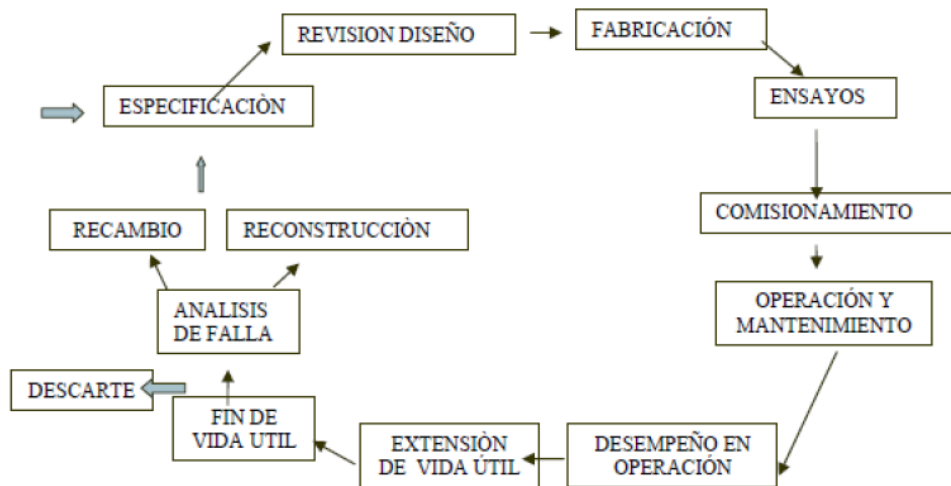 REVISION DISEÑO
FABRICACIÓN
ESPECIFICACIÒN
ENSAYOS
COMISIONAMIENTO
RECAMBIO
RECONSTRUCCIÒN
OPERACIÓN Y
MANTENIMIENTO
ANALISIS
DE FALLA
DESCARTE
FIN DE
VIDA UTIL
EXTENSIÒN
DE VIDA ÚTIL
DESEMPEÑO EN
OPERACIÓN